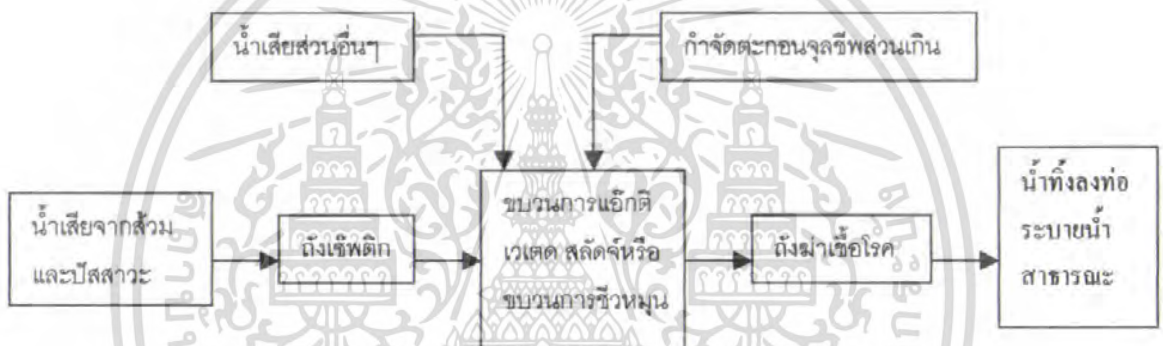 น้ำเสียส่วนอื่นๆ
กำจัดตะกอนจุลชีพส่วนเกิน
น้ำเสียจากส้วม
และปัสสาวะ
ถังเซ็พติก
ขบวนการแอ๊กติ
เวเตด สลัดจ์หรือ
ขบวนการชีวหมุน
ถังฆ่าเชื้อโรค
น้ำทิ้งลงท่อ
ระบายน้ำ
สาธารณะ